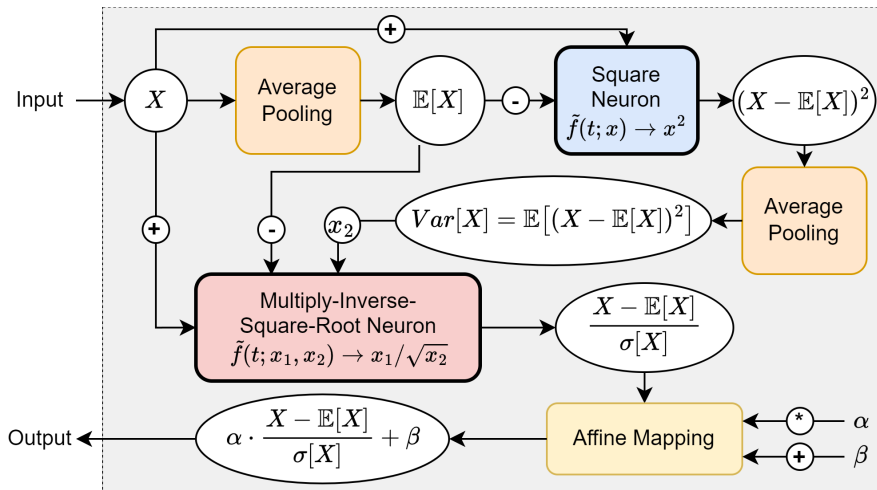 +
Input
X
Average
Pooling
𝔼[X]
-
Square
Neuron
f̃(t; x) → x²
(X − 𝔼[X])²
+
-
x₂
Var[X] = 𝔼[(X − 𝔼[X])²]
Average
Pooling
Multiply-Inverse-
Square-Root Neuron
f̃(t; x₁, x₂) → x₁/√x₂
X − 𝔼[X]
σ[X]
Output
α · (X − 𝔼[X])/σ[X] + β
Affine Mapping
*
α
+
β